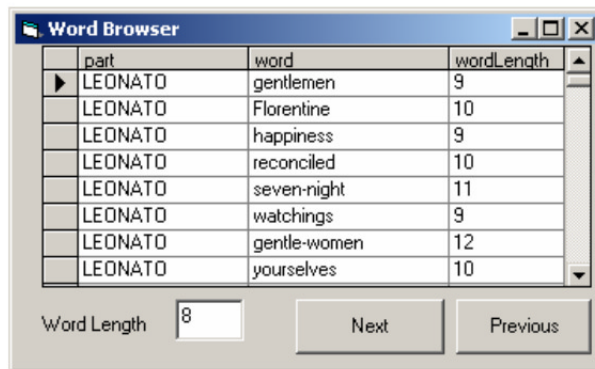 Word Browser
part word wordLength
LEONATO gentlemen 9
LEONATO Florentine 10
LEONATO happiness 9
LEONATO reconciled 10
LEONATO seven-night 11
LEONATO watchings 9
LEONATO gentle-women 12
LEONATO yourselves 10
Word Length 8 Next Previous